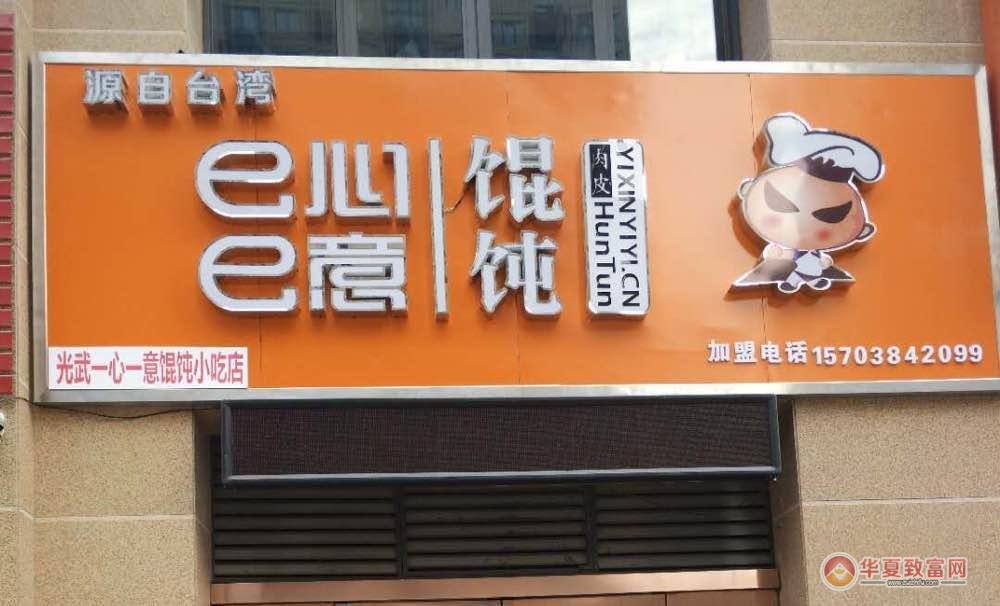 源自台湾
e心
e意
馄饨
肉皮
YIXINYIYI.CN
HunTun
光武一心一意馄饨小吃店
加盟电话15703842099
华夏致富网